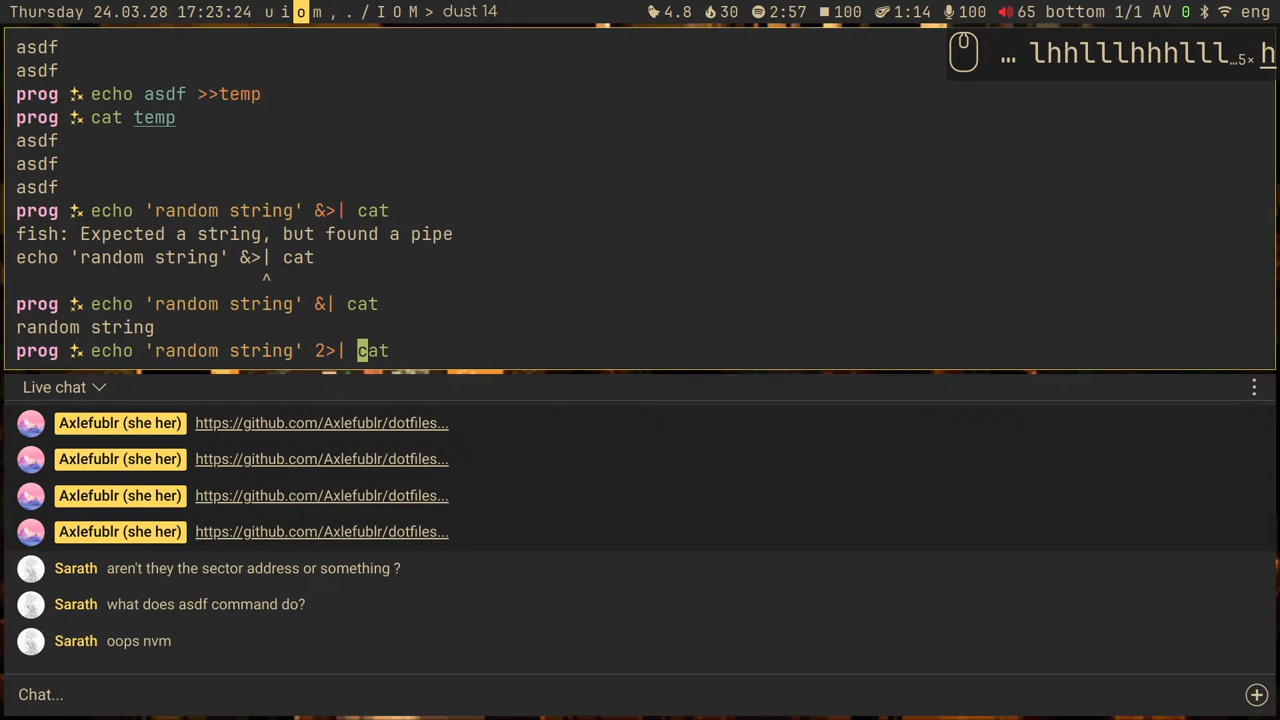 Thursday 24.03.28 17:23:24 u i o m , . / I O M > dust 14
4.8 30 2:57 100 1:14 100 65 bottom 1/1 AV 0 eng
… lhhlllhhhlll…5× h
asdf
asdf
prog echo asdf >>temp
prog cat temp
asdf
asdf
asdf
prog echo 'random string' &>| cat
fish: Expected a string, but found a pipe
echo 'random string' &>| cat
^
prog echo 'random string' &| cat
random string
prog echo 'random string' 2>| cat
Live chat
Axlefublr (she her) https://github.com/Axlefublr/dotfiles...
Axlefublr (she her) https://github.com/Axlefublr/dotfiles...
Axlefublr (she her) https://github.com/Axlefublr/dotfiles...
Axlefublr (she her) https://github.com/Axlefublr/dotfiles...
Sarath aren't they the sector address or something ?
Sarath what does asdf command do?
Sarath oops nvm
Chat...